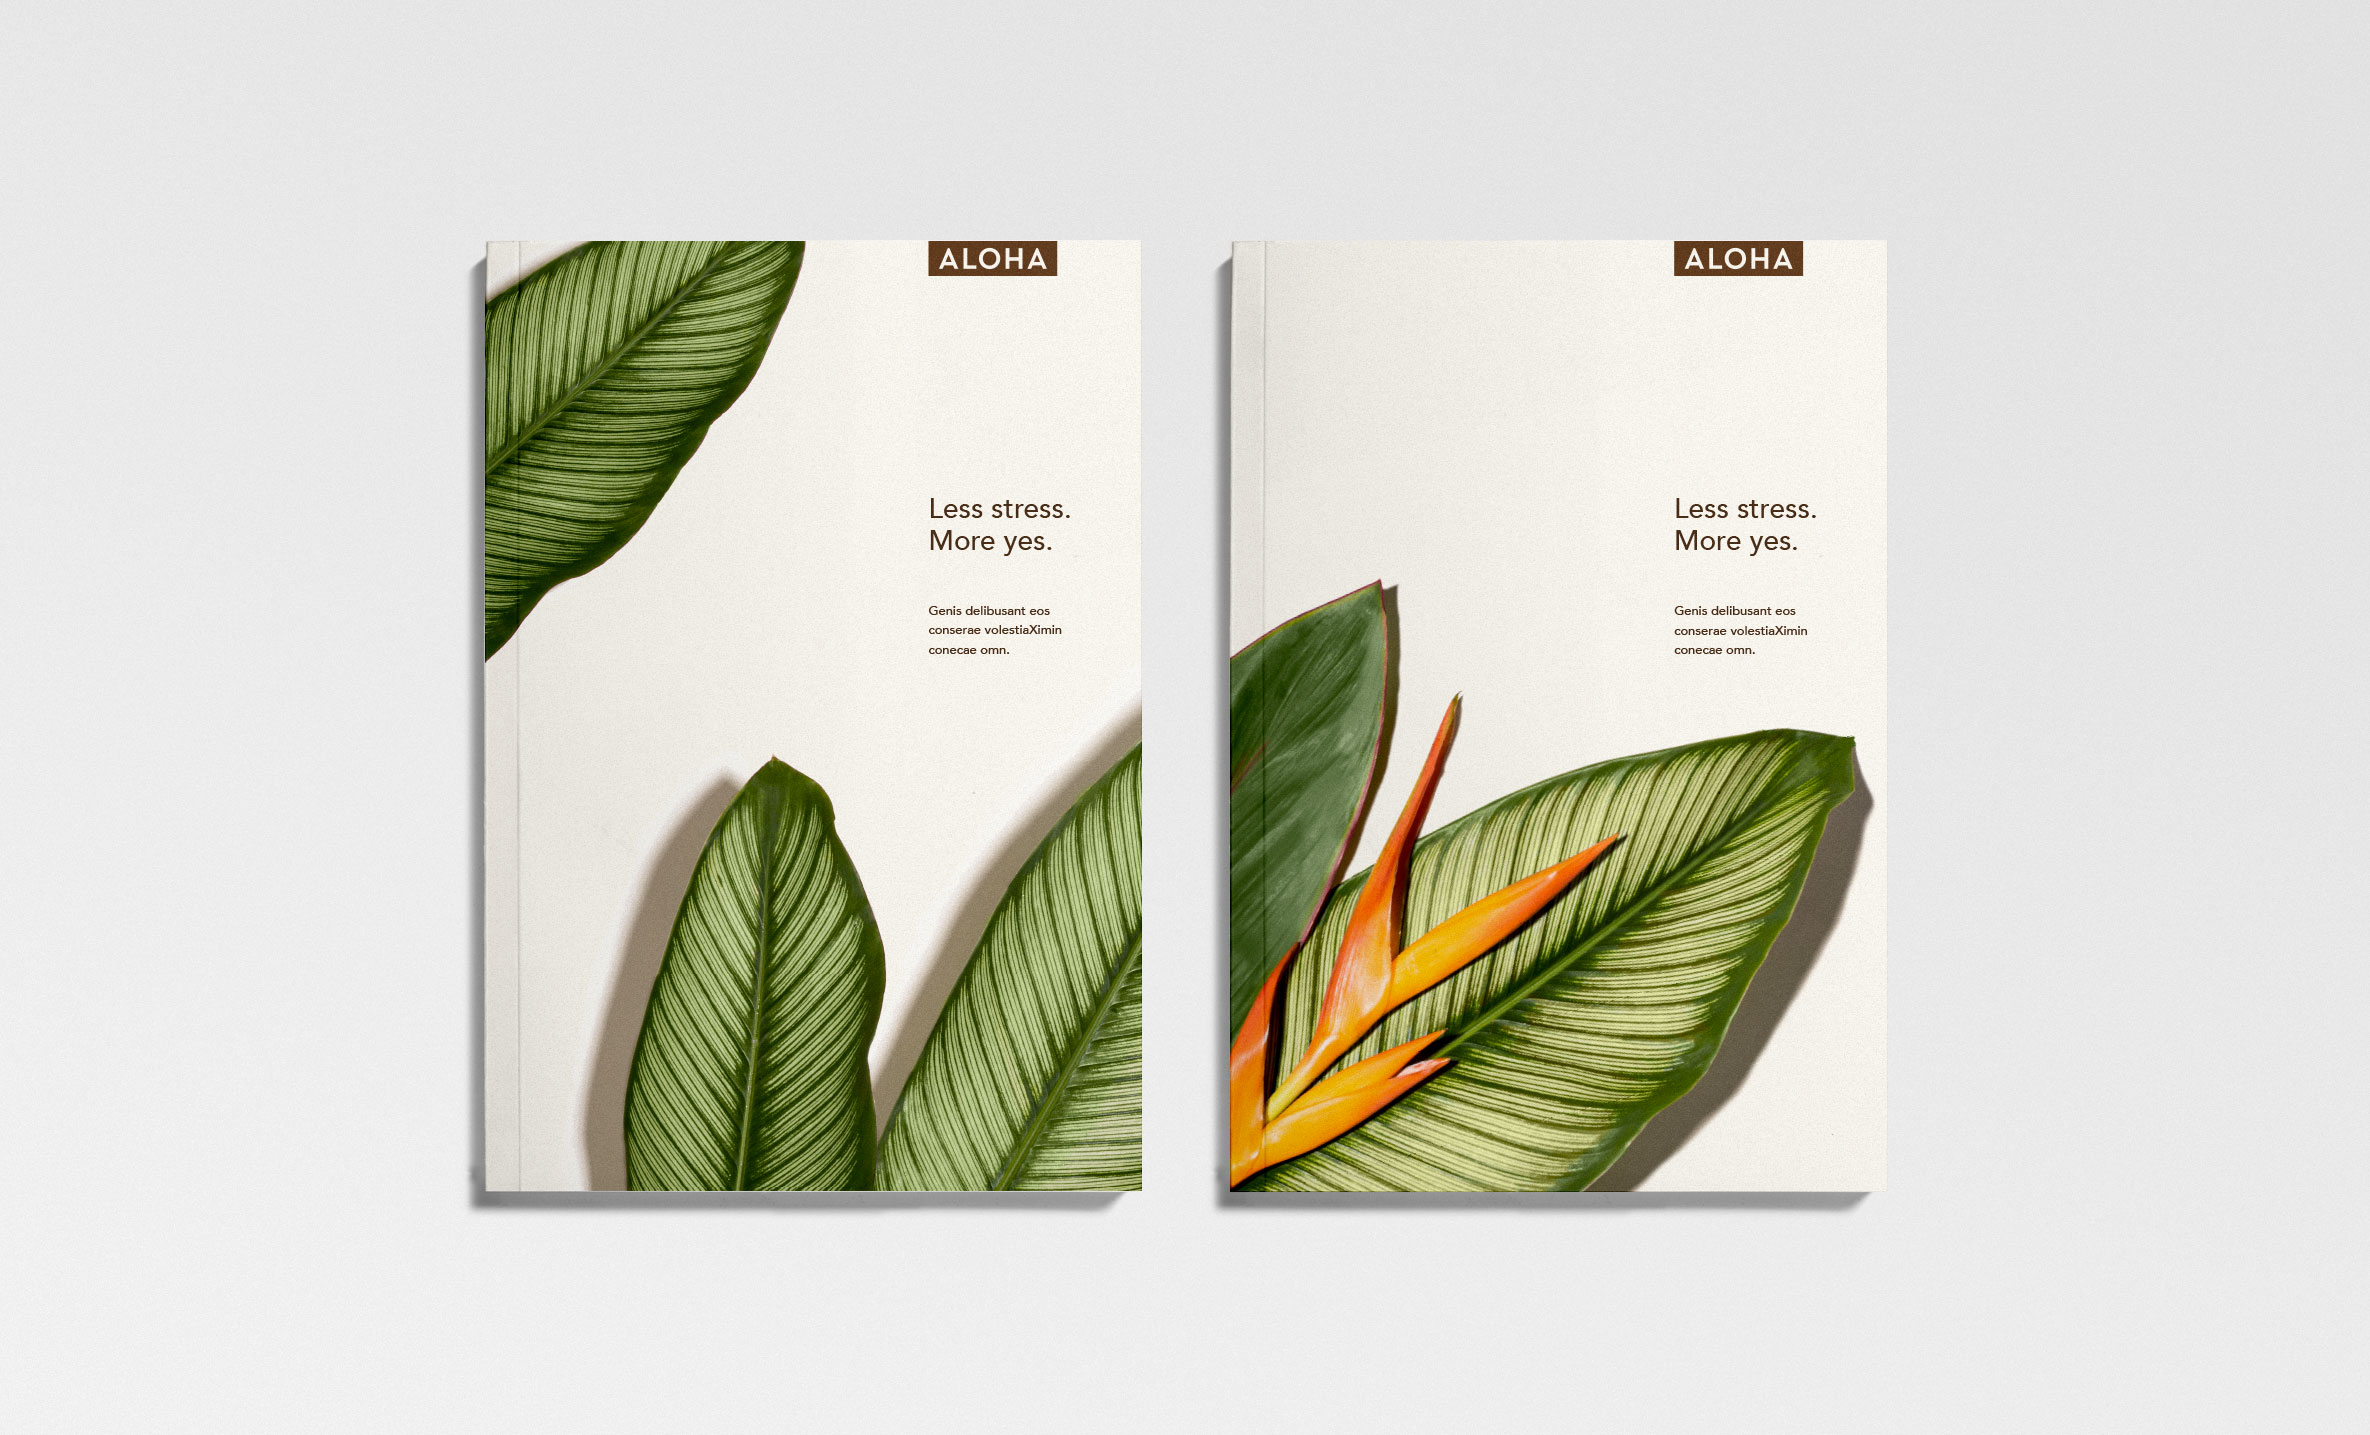 ALOHA
Less stress.
More yes.
Genis delibusant eos
conserae volestiaXimin
conecae omn.
ALOHA
Less stress.
More yes.
Genis delibusant eos
conserae volestiaXimin
conecae omn.